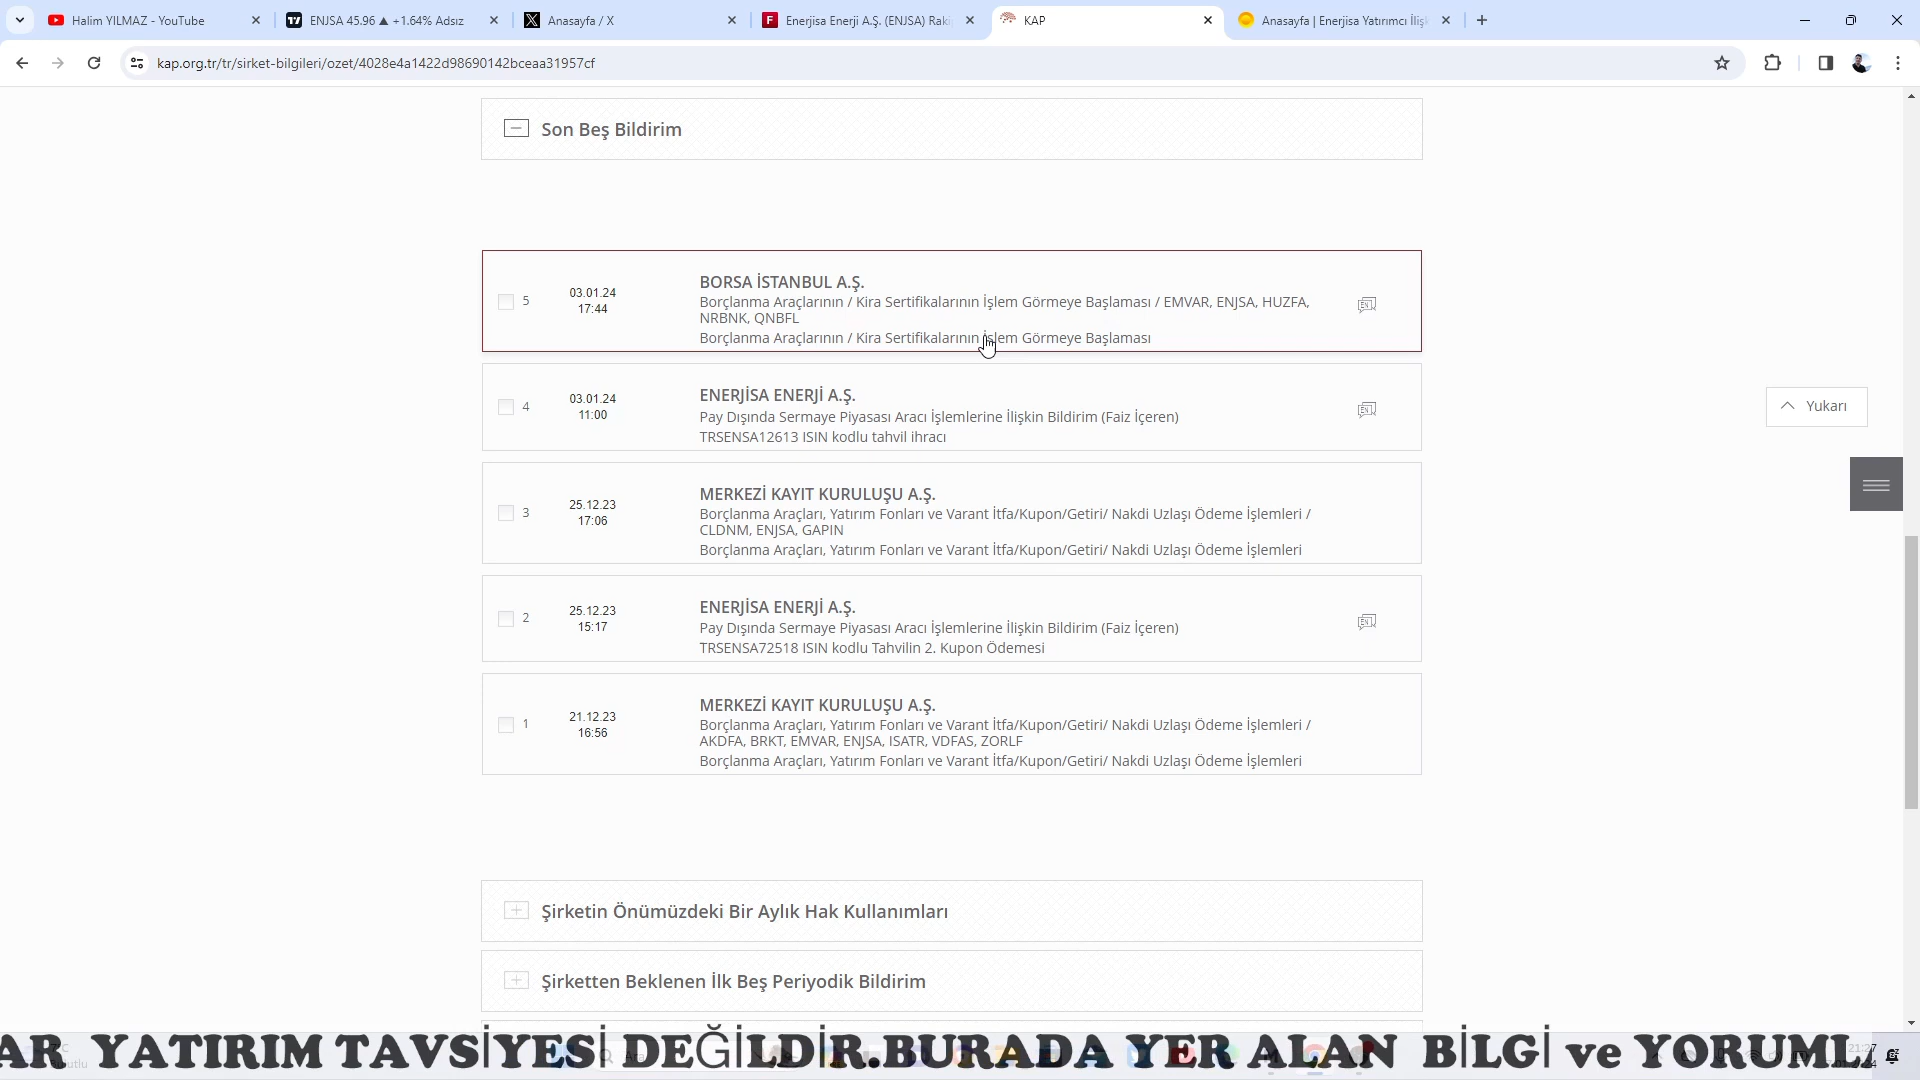 Halim YILMAZ - YouTube
ENJSA 45.96 ▲ +1.64% Adsız
Anasayfa / X
Enerjisa Enerji A.Ş. (ENJSA) Raki
KAP
Anasayfa | Enerjisa Yatırımcı İliş
kap.org.tr/tr/sirket-bilgileri/ozet/4028e4a1422d98690142bceaa31957cf
Son Beş Bildirim
5
03.01.24
17:44
BORSA İSTANBUL A.Ş.
Borçlanma Araçlarının / Kira Sertifikalarının İşlem Görmeye Başlaması / EMVAR, ENJSA, HUZFA,
NRBNK, QNBFL
Borçlanma Araçlarının / Kira Sertifikalarının İşlem Görmeye Başlaması
EN
4
03.01.24
11:00
ENERJİSA ENERJİ A.Ş.
Pay Dışında Sermaye Piyasası Aracı İşlemlerine İlişkin Bildirim (Faiz İçeren)
TRSENSA12613 ISIN kodlu tahvil ihracı
EN
Yukarı
3
25.12.23
17:06
MERKEZİ KAYIT KURULUŞU A.Ş.
Borçlanma Araçları, Yatırım Fonları ve Varant İtfa/Kupon/Getiri/ Nakdi Uzlaşı Ödeme İşlemleri /
CLDNM, ENJSA, GAPIN
Borçlanma Araçları, Yatırım Fonları ve Varant İtfa/Kupon/Getiri/ Nakdi Uzlaşı Ödeme İşlemleri
2
25.12.23
15:17
ENERJİSA ENERJİ A.Ş.
Pay Dışında Sermaye Piyasası Aracı İşlemlerine İlişkin Bildirim (Faiz İçeren)
TRSENSA72518 ISIN kodlu Tahvilin 2. Kupon Ödemesi
EN
1
21.12.23
16:56
MERKEZİ KAYIT KURULUŞU A.Ş.
Borçlanma Araçları, Yatırım Fonları ve Varant İtfa/Kupon/Getiri/ Nakdi Uzlaşı Ödeme İşlemleri /
AKDFA, BRKT, EMVAR, ENJSA, ISATR, VDFAS, ZORLF
Borçlanma Araçları, Yatırım Fonları ve Varant İtfa/Kupon/Getiri/ Nakdi Uzlaşı Ödeme İşlemleri
Şirketin Önümüzdeki Bir Aylık Hak Kullanımları
Şirketten Beklenen İlk Beş Periyodik Bildirim
AR YATIRIM TAVSİYESİ DEĞİLDİR.BURADA YER ALAN BİLGİ ve YORUML
21:27